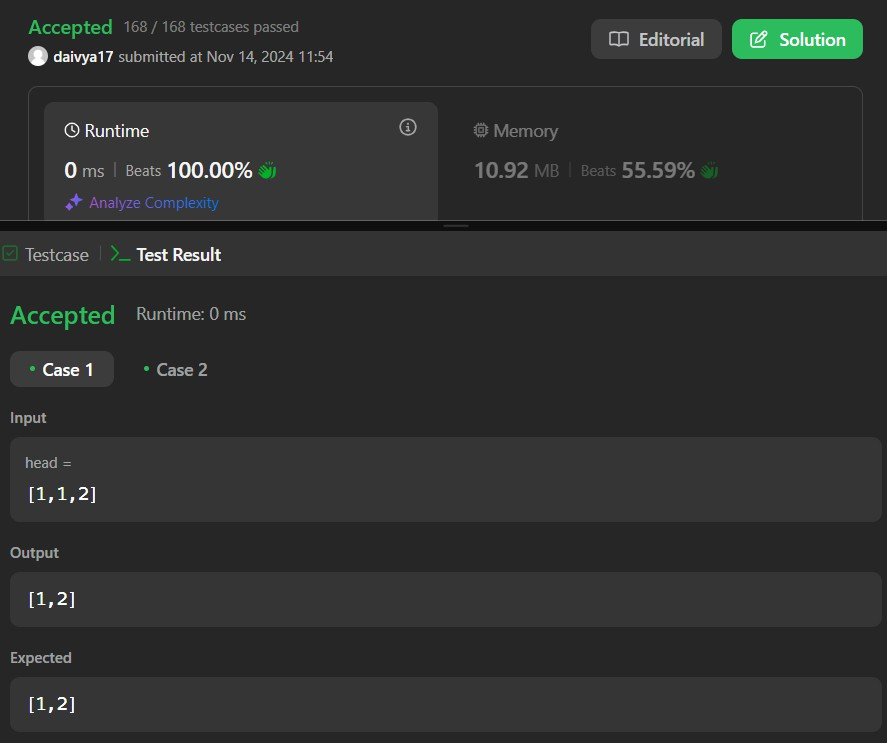 Accepted 168 / 168 testcases passed
daivya17 submitted at Nov 14, 2024 11:54
Editorial
Solution
Runtime
0 ms | Beats 100.00%
Analyze Complexity
Memory
10.92 MB | Beats 55.59%
Testcase | Test Result
Accepted Runtime: 0 ms
• Case 1 • Case 2
Input
head =
[1,1,2]
Output
[1,2]
Expected
[1,2]